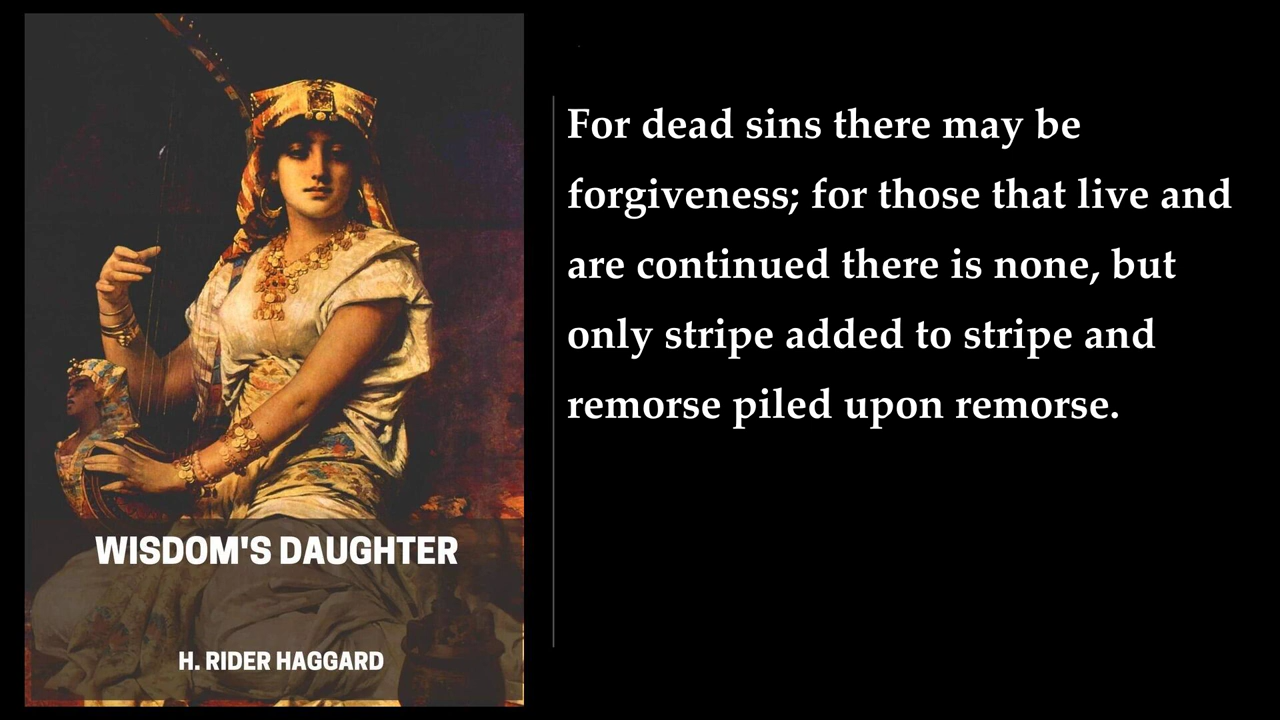 WISDOM'S DAUGHTER
H. RIDER HAGGARD
For dead sins there may be
forgiveness; for those that live and
are continued there is none, but
only stripe added to stripe and
remorse piled upon remorse.